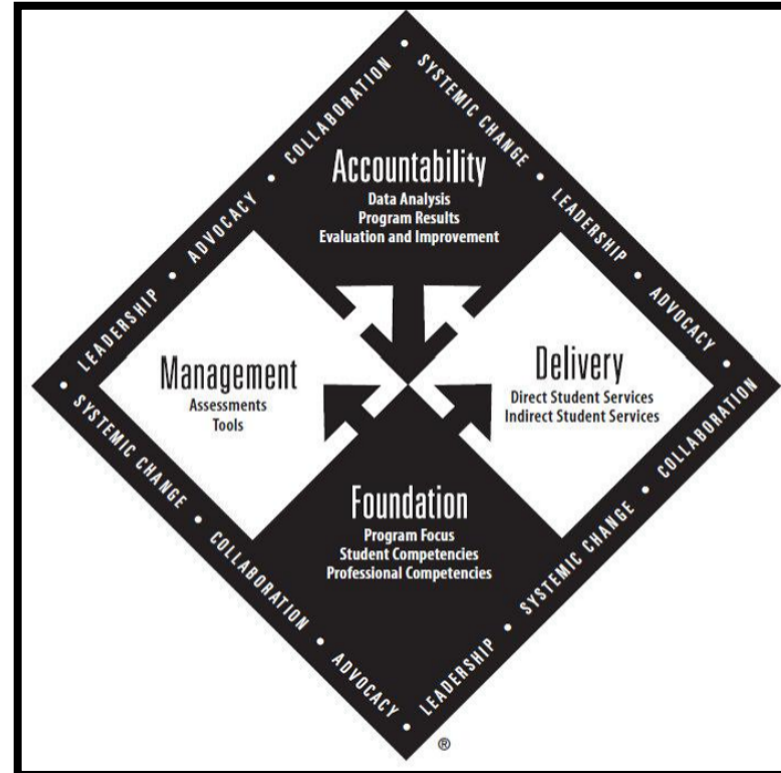 COLLABORATION
ADVOCACY
LEADERSHIP
SYSTEMIC CHANGE
LEADERSHIP
ADVOCACY
COLLABORATION
Accountability
Data Analysis
Program Results
Evaluation and Improvement
Management
Assessments
Tools
Delivery
Direct Student Services
Indirect Student Services
Foundation
Program Focus
Student Competencies
Professional Competencies
SYSTEMIC CHANGE • COLLABORATION • ADVOCACY
LEADERSHIP • SYSTEMIC CHANGE •
®